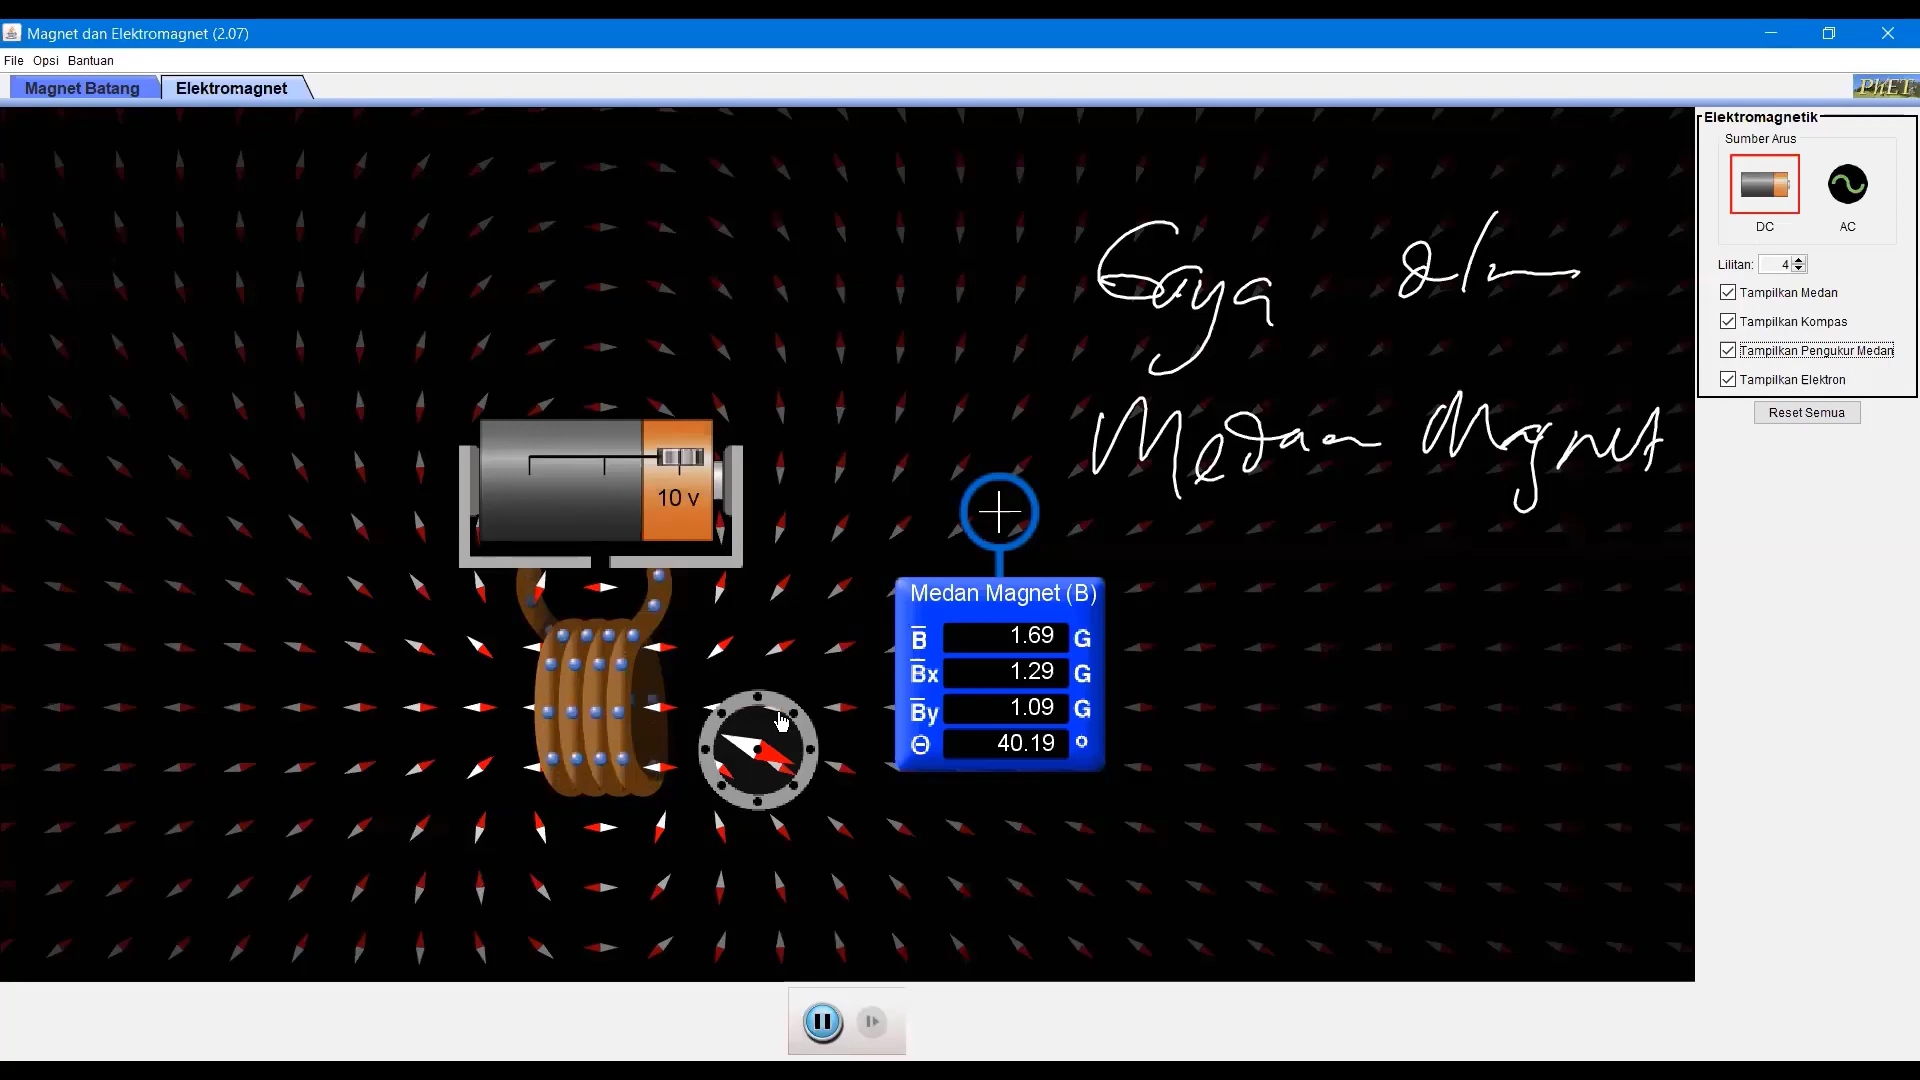 Magnet dan Elektromagnet (2.07)
File Opsi Bantuan
Magnet Batang Elektromagnet
PhET
Elektromagnetik
Sumber Arus
DC AC
Lilitan: 4
Tampilkan Medan
Tampilkan Kompas
Tampilkan Pengukur Medan
Tampilkan Elektron
Reset Semua
Gaya dlm
Medan Magnet
10 v
Medan Magnet (B)
B 1.69 G
Bx 1.29 G
By 1.09 G
Θ 40.19 °